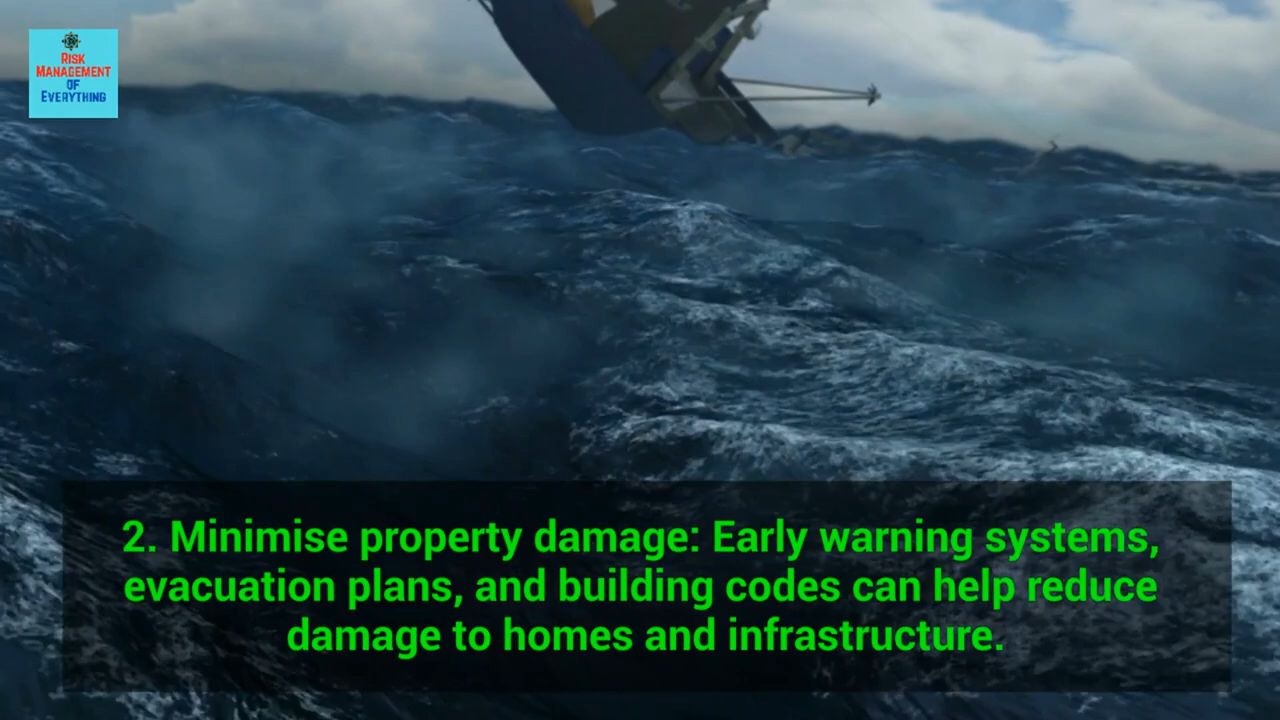 Risk
Management
of
Everything
2. Minimise property damage: Early warning systems,
evacuation plans, and building codes can help reduce
damage to homes and infrastructure.